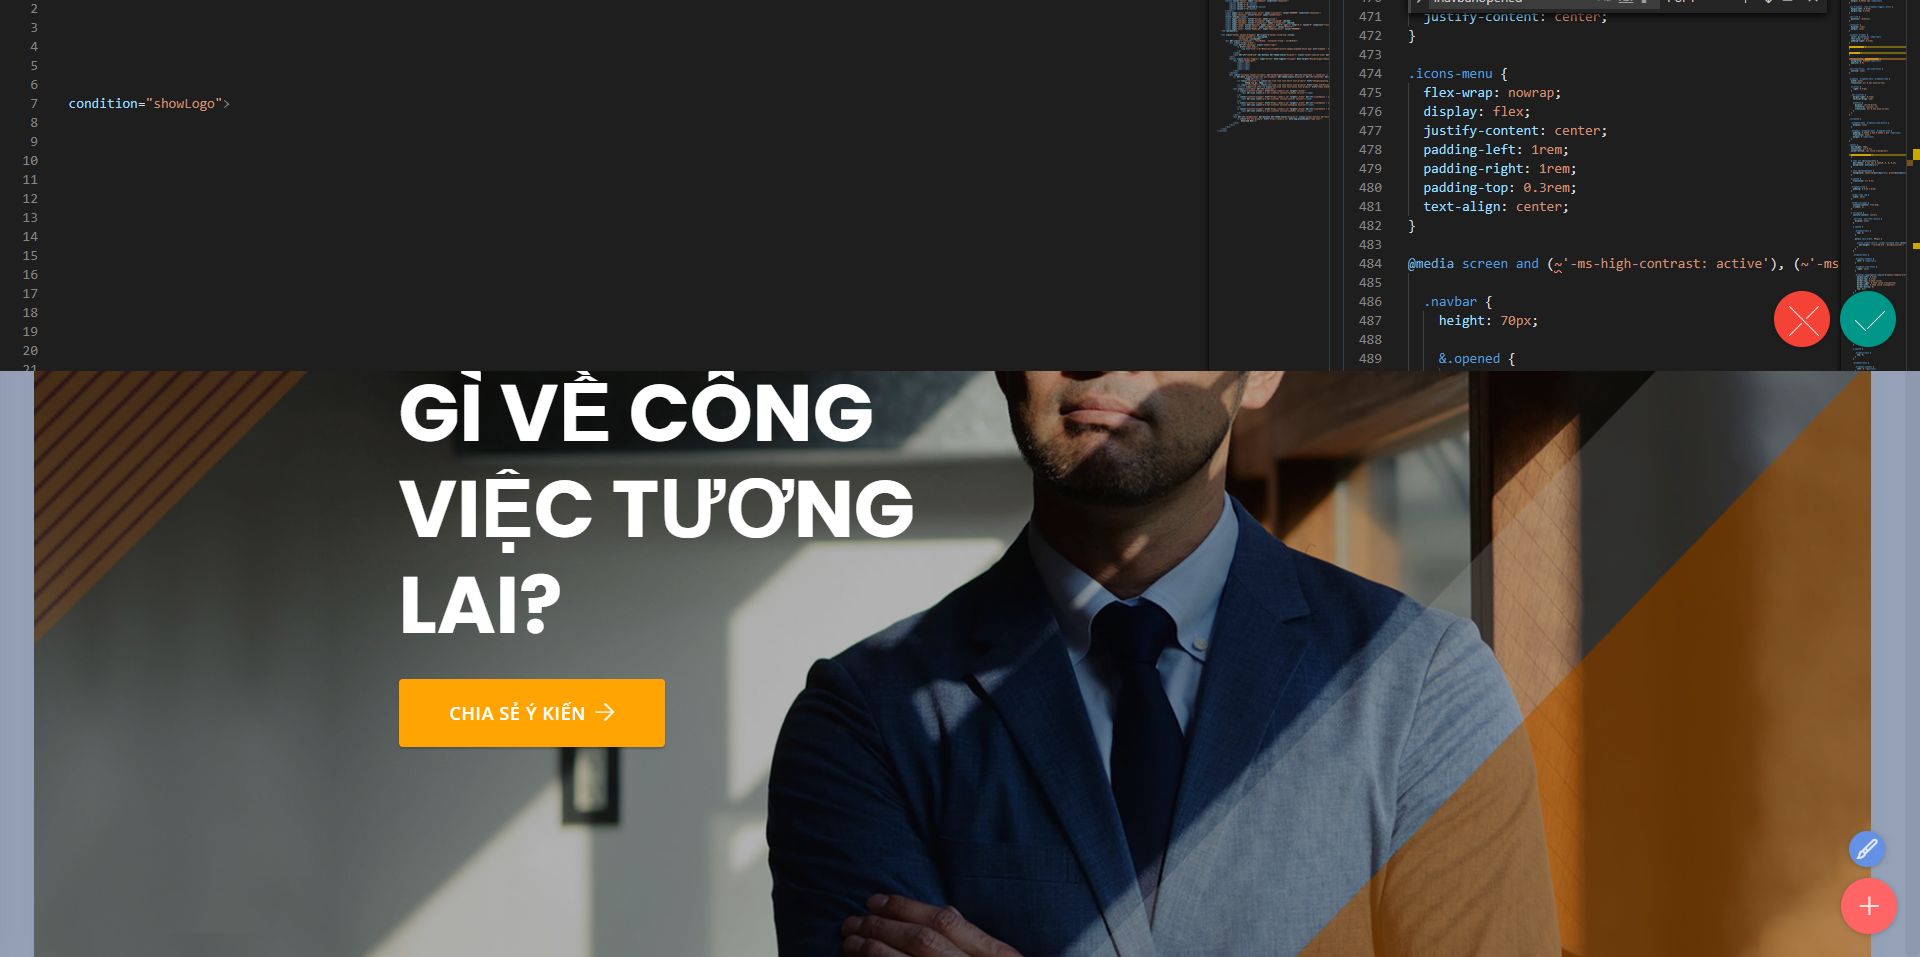 2
3
4
5
6
7 condition="showLogo">
8
9
10
11
12
13
14
15
16
17
18
19
20
21
471 justify-content: center;
472 }
473
474 .icons-menu {
475 flex-wrap: nowrap;
476 display: flex;
477 justify-content: center;
478 padding-left: 1rem;
479 padding-right: 1rem;
480 padding-top: 0.3rem;
481 text-align: center;
482 }
483
484 @media screen and (~'-ms-high-contrast: active'), (~'-ms
485
486 .navbar {
487 height: 70px;
488
489 &.opened {
GÌ VỀ CÔNG
VIỆC TƯƠNG
LAI?
CHIA SẺ Ý KIẾN